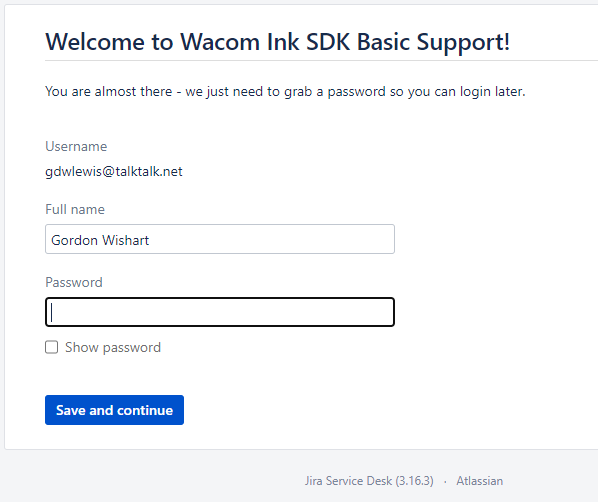 Welcome to Wacom Ink SDK Basic Support!
You are almost there - we just need to grab a password so you can login later.
Username
gdwlewis@talktalk.net
Full name
Gordon Wishart
Password
Show password
Save and continue
Jira Service Desk (3.16.3) · Atlassian